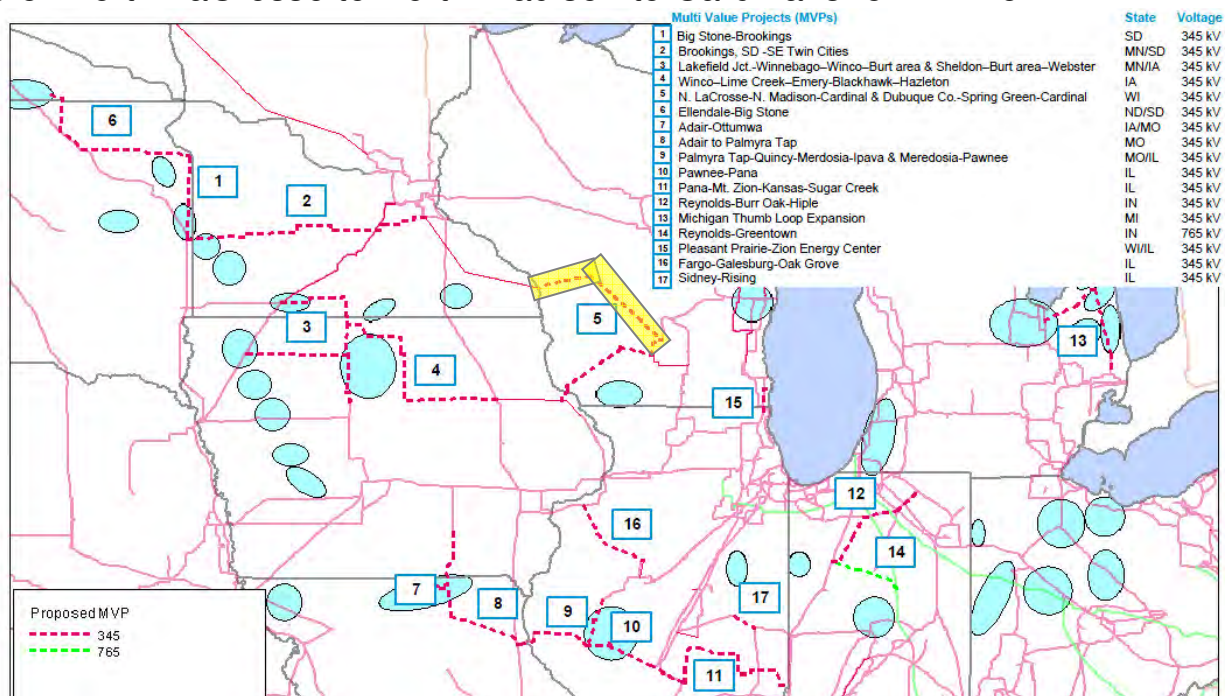 Multi Value Projects (MVPs) State Voltage
1 Big Stone-Brookings SD 345 kV
2 Brookings, SD -SE Twin Cities MN/SD 345 kV
3 Lakefield Jct.-Winnebago–Winco–Burt area & Sheldon–Burt area–Webster MN/IA 345 kV
4 Winco–Lime Creek–Emery-Blackhawk–Hazleton IA 345 kV
5 N. LaCrosse-N. Madison-Cardinal & Dubuque Co.-Spring Green-Cardinal WI 345 kV
6 Ellendale-Big Stone ND/SD 345 kV
7 Adair-Ottumwa IA/MO 345 kV
8 Adair to Palmyra Tap MO 345 kV
9 Palmyra Tap-Quincy-Merdosia-Ipava & Meredosia-Pawnee MO/IL 345 kV
10 Pawnee-Pana IL 345 kV
11 Pana-Mt. Zion-Kansas-Sugar Creek IL 345 kV
12 Reynolds-Burr Oak-Hiple IN 345 kV
13 Michigan Thumb Loop Expansion MI 345 kV
14 Reynolds-Greentown IN 765 kV
15 Pleasant Prairie-Zion Energy Center WI/IL 345 kV
16 Fargo-Galesburg-Oak Grove IL 345 kV
17 Sidney-Rising IL 345 kV
6
1
2
3
5
13
4
15
12
16
14
7
8
9
10
17
11
Proposed MVP
345
765